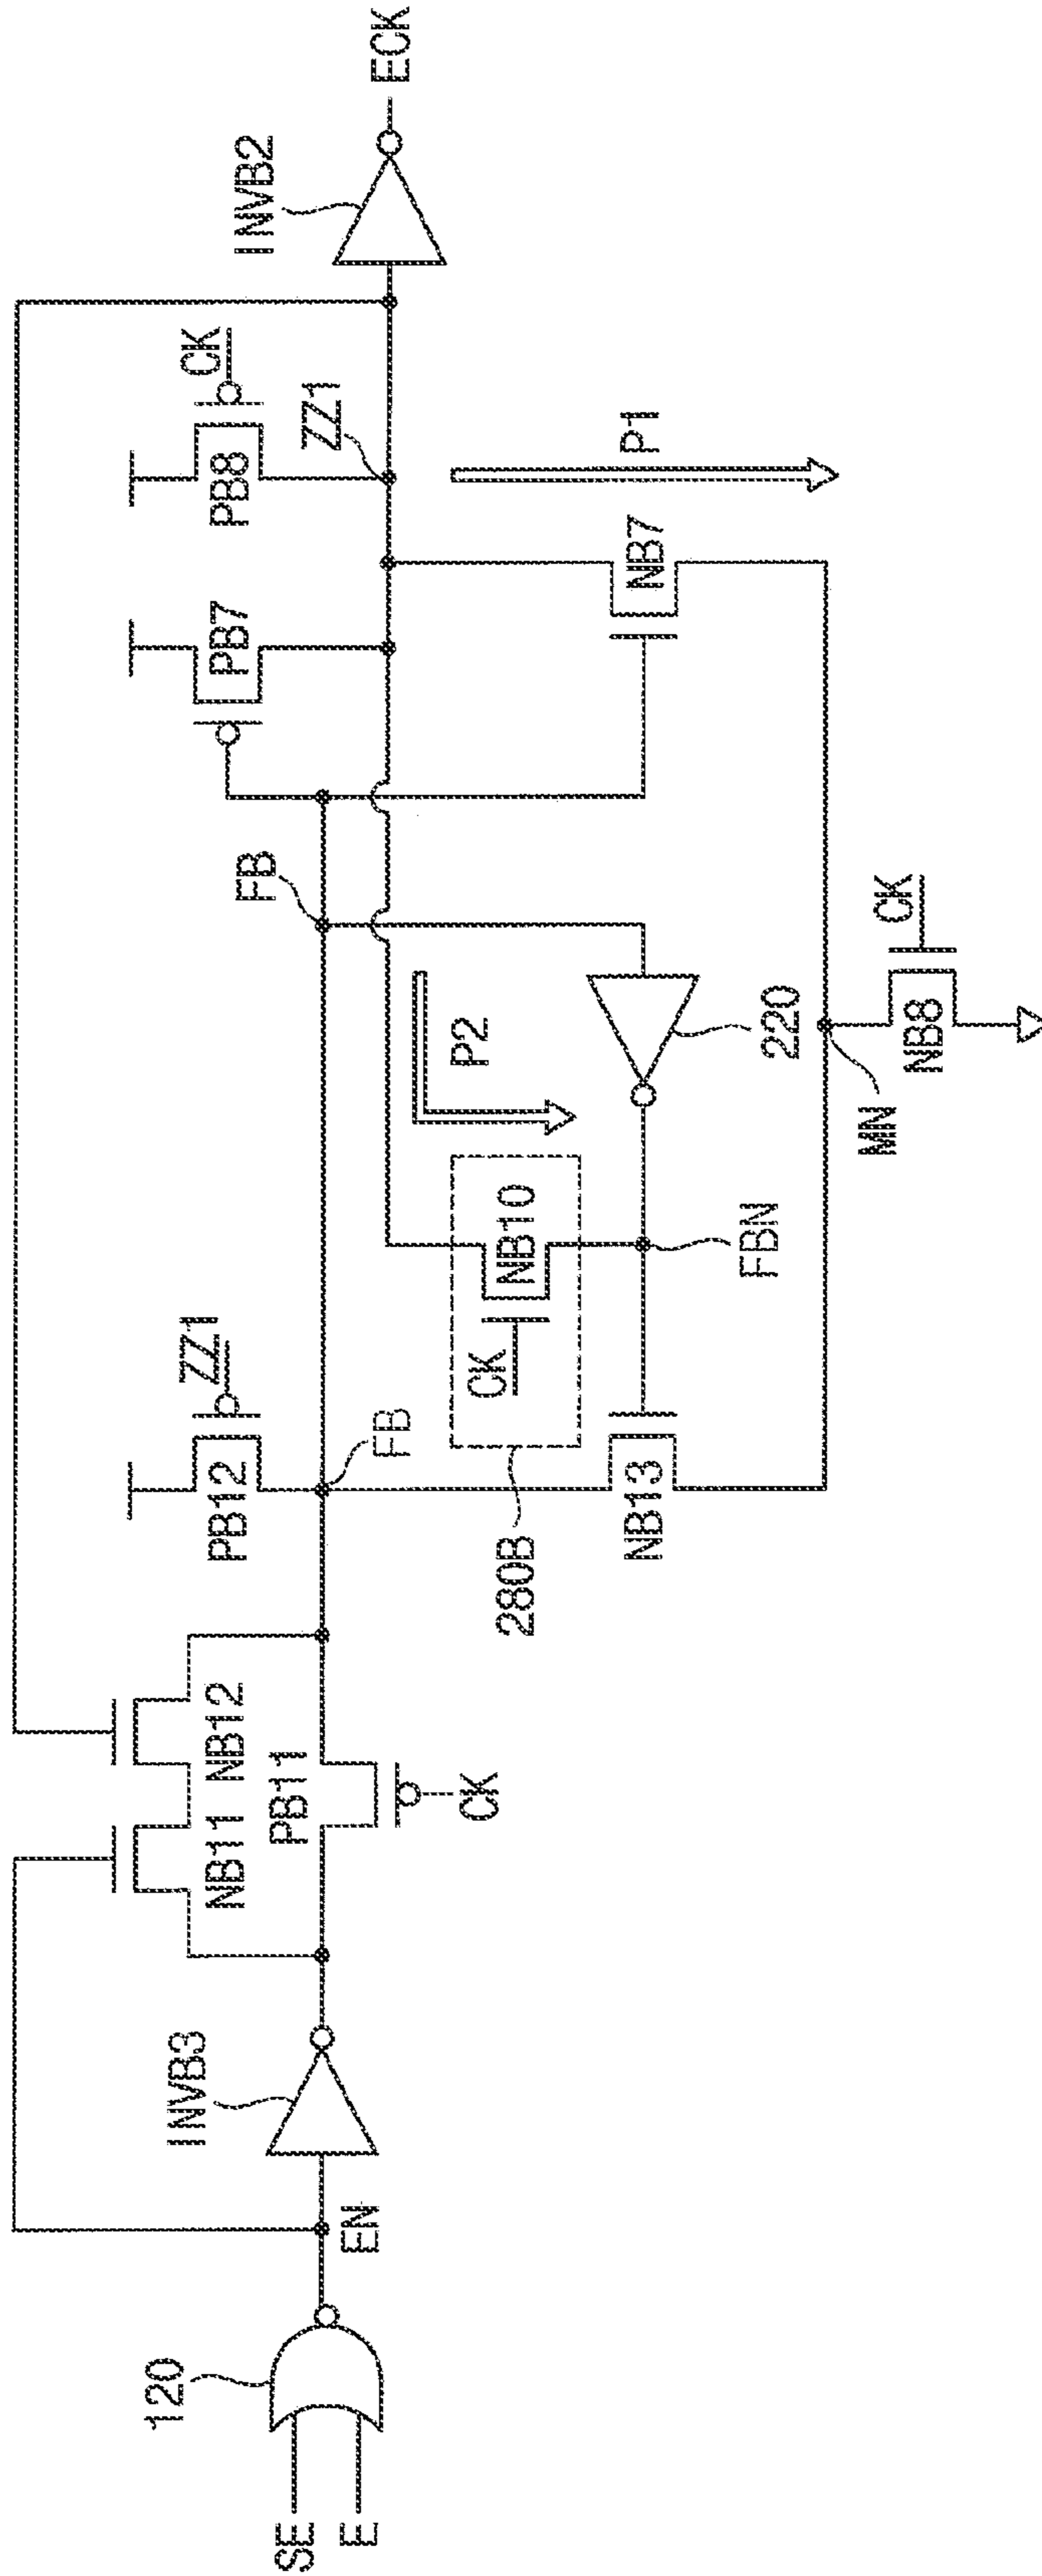 SE
E
120
EN
INVB3
NB11
NB12
PB11
CK
PB12
ZZ1
FB
280B
CK
NB10
NB13
FBN
P2
220
MN
NB8
CK
FB
PB7
PB8
CK
ZZ1
NB7
P1
INVB2
ECK